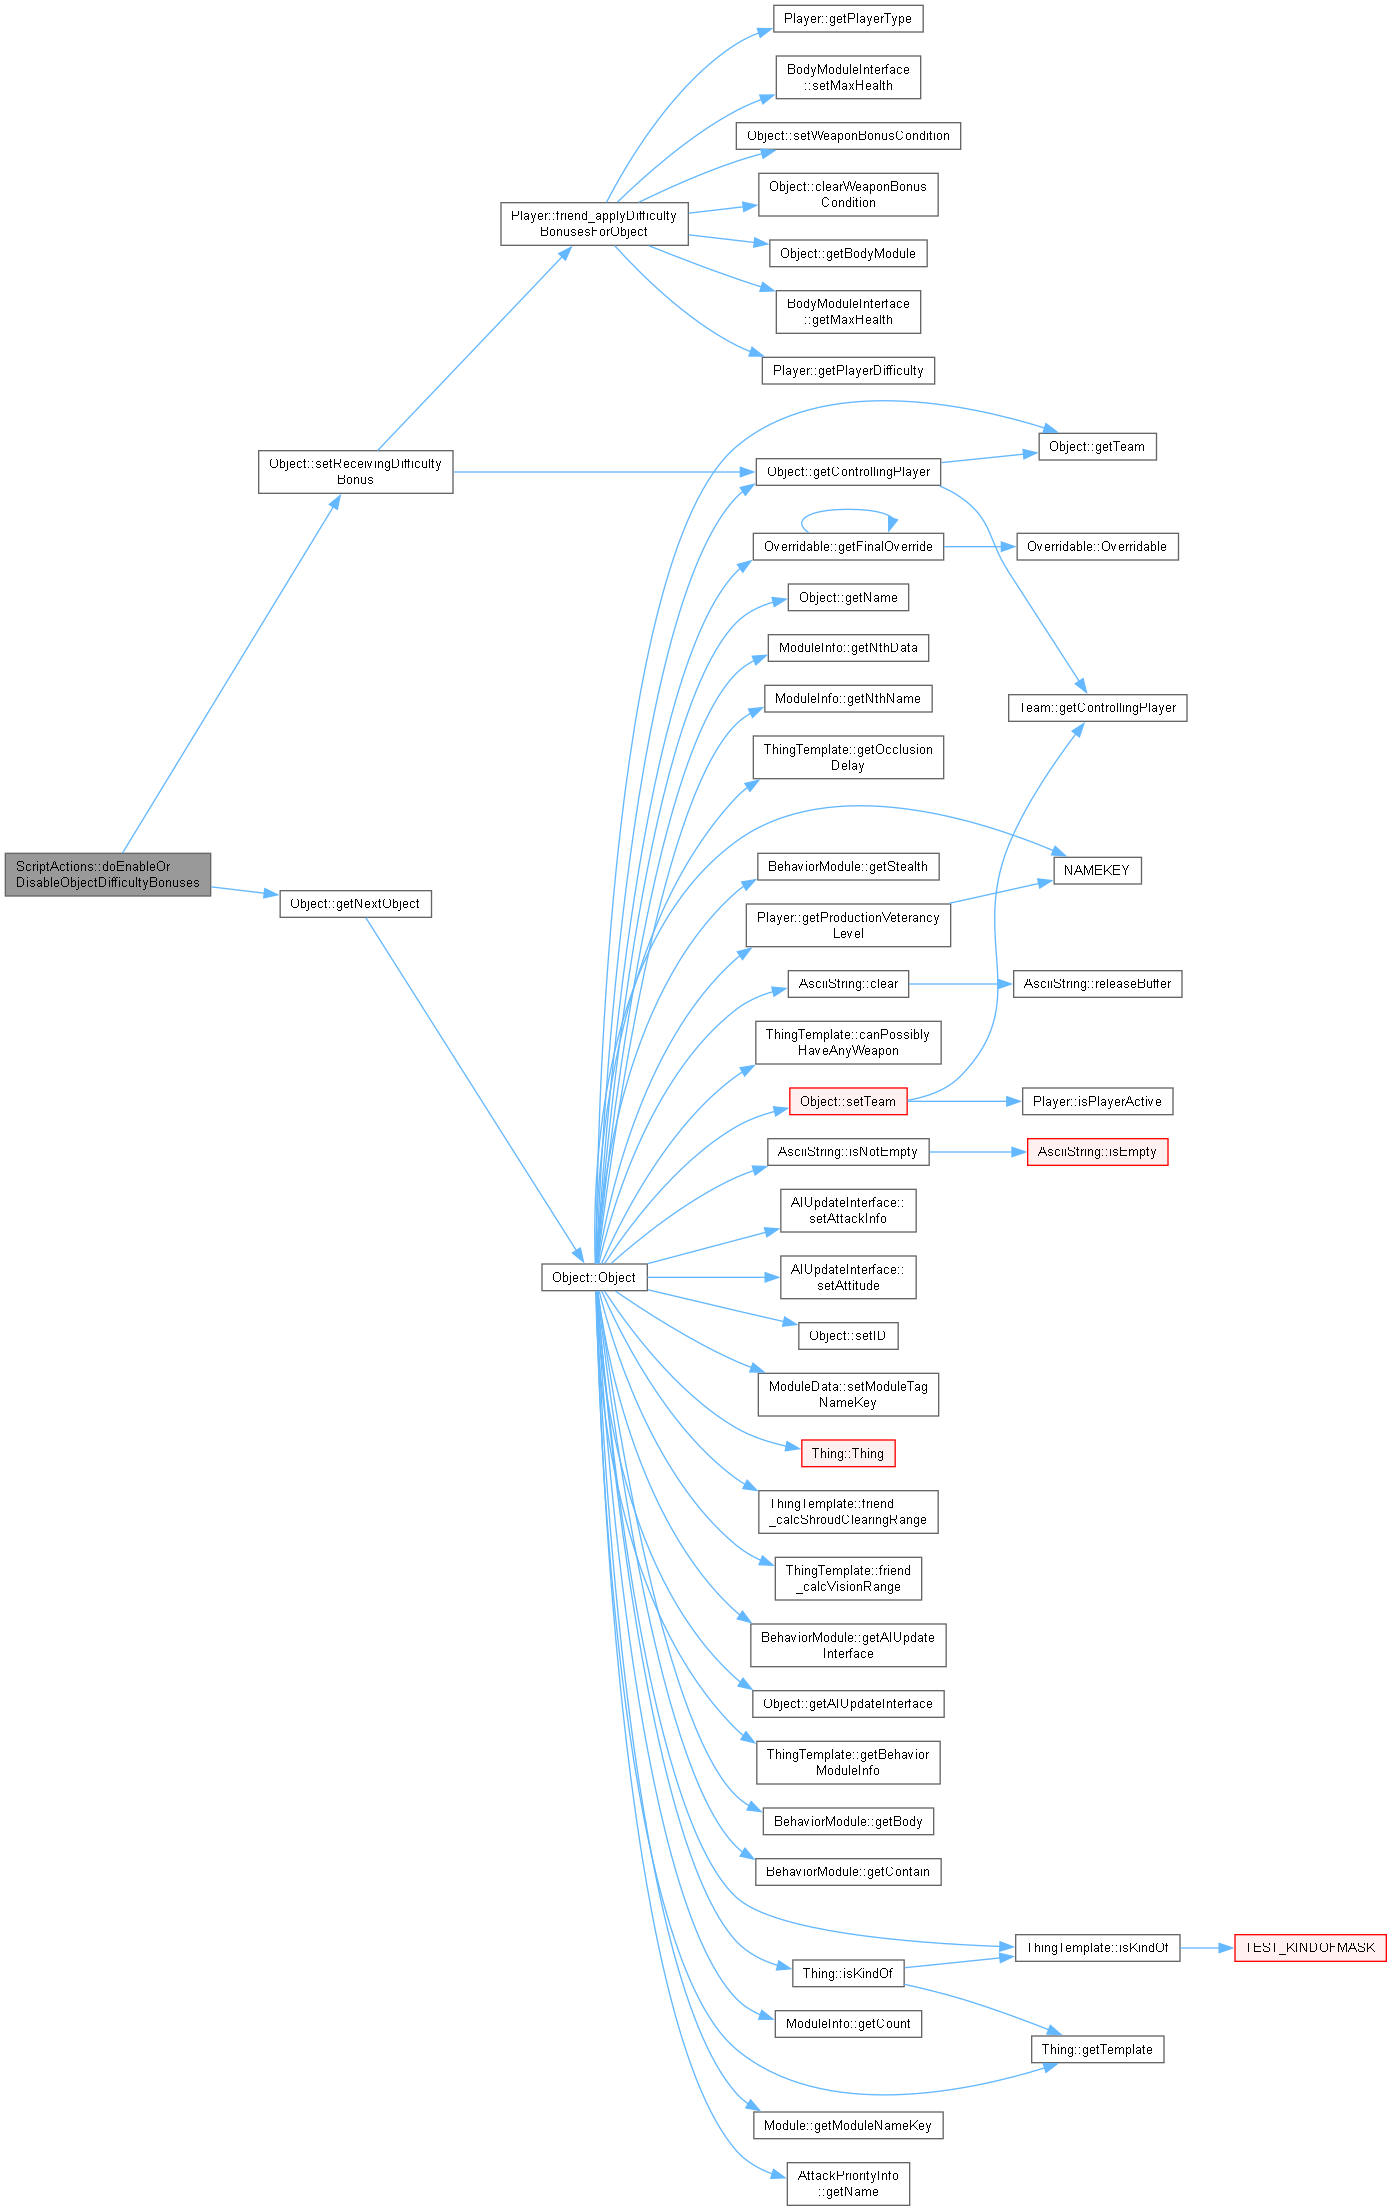 Player::getPlayerType
BodyModuleInterface
::setMaxHealth
Object::setWeaponBonusCondition
Object::clearWeaponBonus
Condition
Player::friend_applyDifficulty
BonusesForObject
Object::getBodyModule
BodyModuleInterface
::getMaxHealth
Player::getPlayerDifficulty
Object::getTeam
Object::setReceivingDifficulty
Bonus
Object::getControllingPlayer
Overridable::getFinalOverride
Overridable::Overridable
Object::getName
ModuleInfo::getNthData
ModuleInfo::getNthName
Team::getControllingPlayer
ThingTemplate::getOcclusion
Delay
ScriptActions::doEnableOr
DisableObjectDifficultyBonuses
BehaviorModule::getStealth
NAMEKEY
Object::getNextObject
Player::getProductionVeterancy
Level
AsciiString::clear
AsciiString::releaseBuffer
ThingTemplate::canPossibly
HaveAnyWeapon
Object::setTeam
Player::isPlayerActive
AsciiString::isNotEmpty
AsciiString::isEmpty
AIUpdateInterface::
setAttackInfo
Object::Object
AIUpdateInterface::
setAttitude
Object::setID
ModuleData::setModuleTag
NameKey
Thing::Thing
ThingTemplate::friend
_calcShroudClearingRange
ThingTemplate::friend
_calcVisionRange
BehaviorModule::getAIUpdate
Interface
Object::getAIUpdateInterface
ThingTemplate::getBehavior
ModuleInfo
BehaviorModule::getBody
BehaviorModule::getContain
ThingTemplate::isKindOf
TEST_KINDOFMASK
Thing::isKindOf
ModuleInfo::getCount
Thing::getTemplate
Module::getModuleNameKey
AttackPriorityInfo
::getName